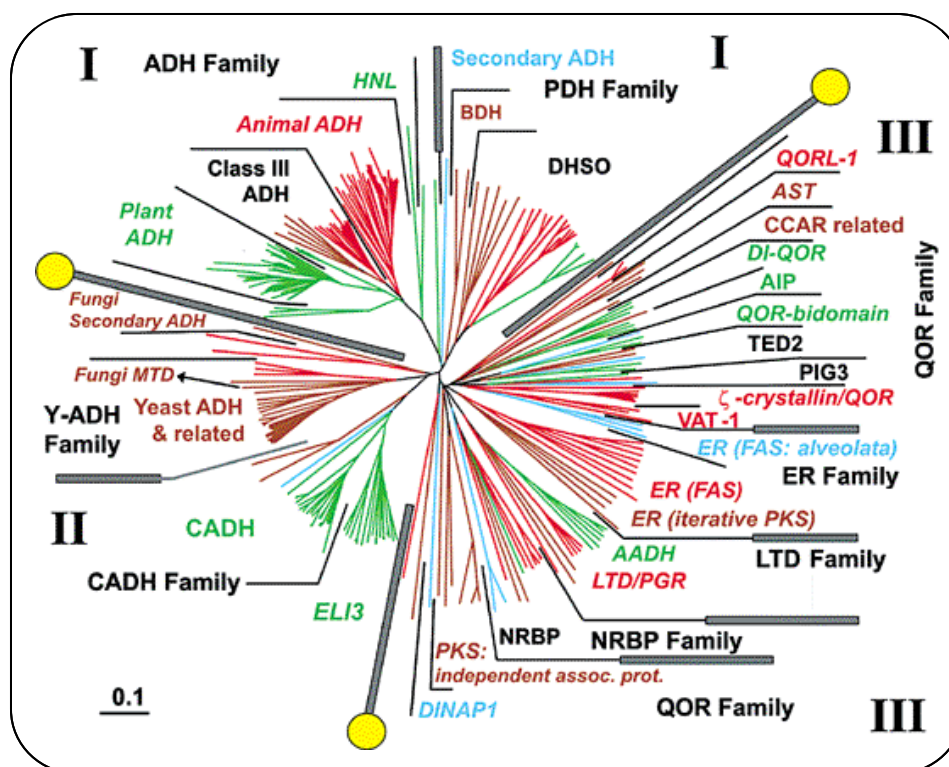 I
ADH Family
HNL
Secondary ADH
PDH Family
I
Animal ADH
BDH
III
Class III
ADH
DHSO
QORL-1
AST
Plant
ADH
CCAR related
DI-QOR
AIP
QOR Family
Fungi
Secondary ADH
QOR-bidomain
TED2
Fungi MTD
PIG3
Y-ADH
Family
Yeast ADH
& related
ζ -crystallin/QOR
VAT-1
ER (FAS: alveolata)
ER Family
II
CADH
ER (FAS)
ER (iterative PKS)
AADH
LTD Family
CADH Family
LTD/PGR
ELI3
NRBP
NRBP Family
PKS:
independent assoc. prot.
0.1
DINAP1
QOR Family
III